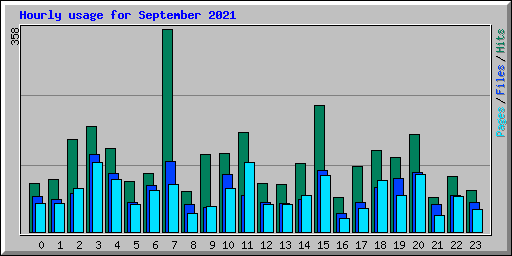 Hourly usage for September 2021
358
Pages/Files/Hits
0 1 2 3 4 5 6 7 8 9 10 11 12 13 14 15 16 17 18 19 20 21 22 23